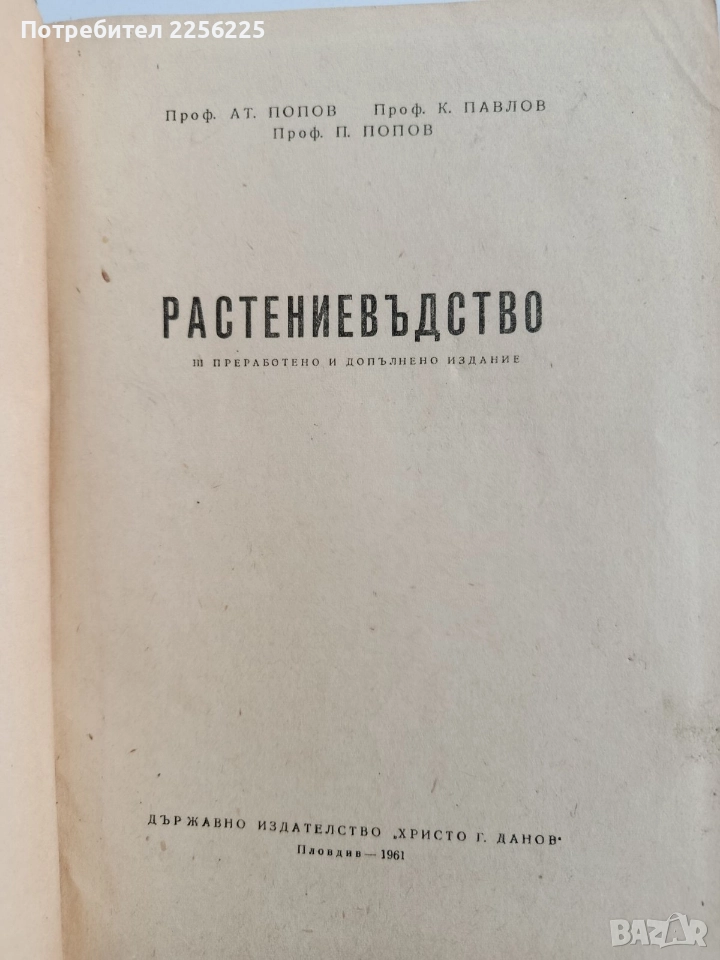 Потребител 2256225
Проф. АТ. ПОПОВ Проф. К. ПАВЛОВ
Проф. П. ПОПОВ
РАСТЕНИЕВЪДСТВО
III ПРЕРАБОТЕНО И ДОПЪЛНЕНО ИЗДАНИЕ
ДЪРЖАВНО ИЗДАТЕЛСТВО „ХРИСТО Г. ДАНОВ“
Пловдив — 1961
BAZAR